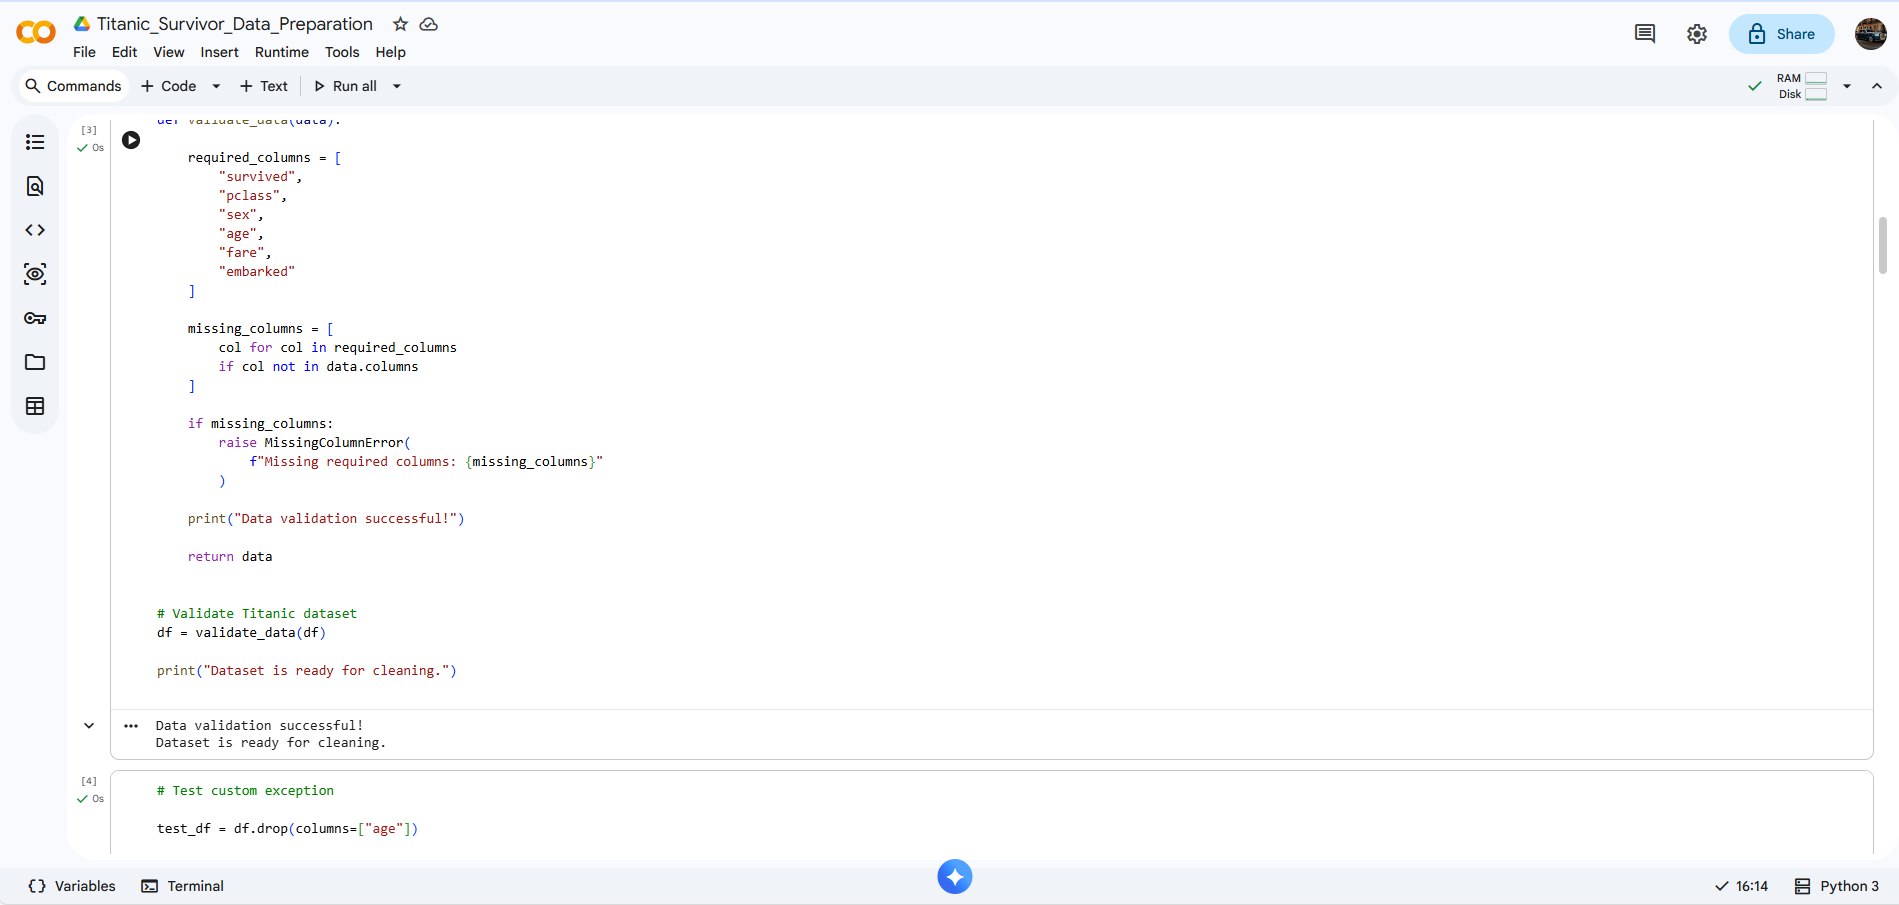 Titanic_Survivor_Data_Preparation
File Edit View Insert Runtime Tools Help
Share
Commands + Code + Text Run all
RAM
Disk
[3]
0s
def validate_data(data):
required_columns = [
"survived",
"pclass",
"sex",
"age",
"fare",
"embarked"
]
missing_columns = [
col for col in required_columns
if col not in data.columns
]
if missing_columns:
raise MissingColumnError(
f"Missing required columns: {missing_columns}"
)
print("Data validation successful!")
return data
# Validate Titanic dataset
df = validate_data(df)
print("Dataset is ready for cleaning.")
Data validation successful!
Dataset is ready for cleaning.
[4]
0s
# Test custom exception
test_df = df.drop(columns=["age"])
Variables Terminal
16:14 Python 3